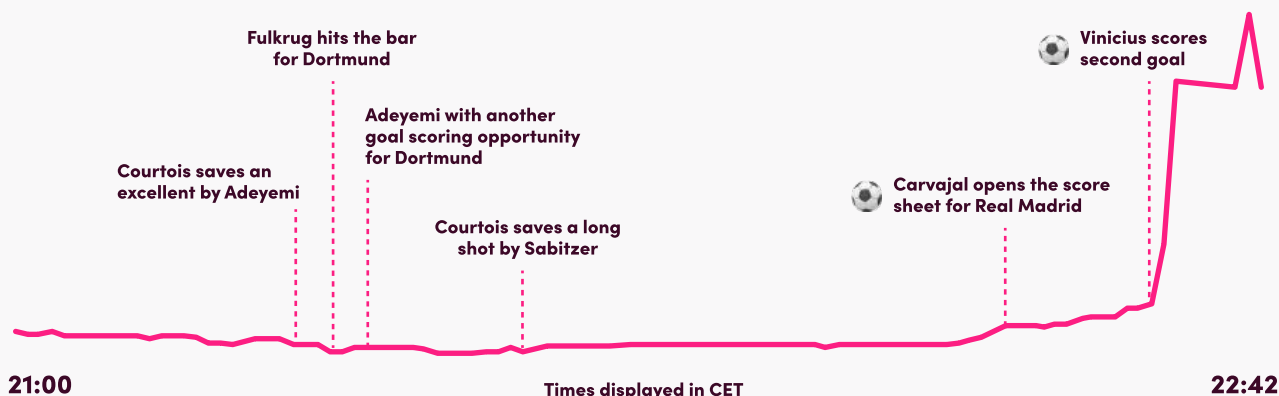 Fulkrug hits the bar
for Dortmund
Adeyemi with another
goal scoring opportunity
for Dortmund
Courtois saves an
excellent by Adeyemi
Courtois saves a long
shot by Sabitzer
Carvajal opens the score
sheet for Real Madrid
Vinicius scores
second goal
21:00
Times displayed in CET
22:42